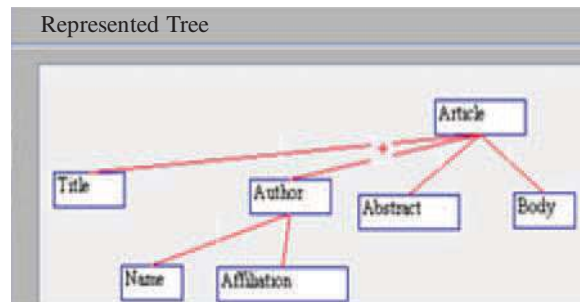 Represented Tree
Article
+
Title
Author
Abstract
Body
Name
Affiliation